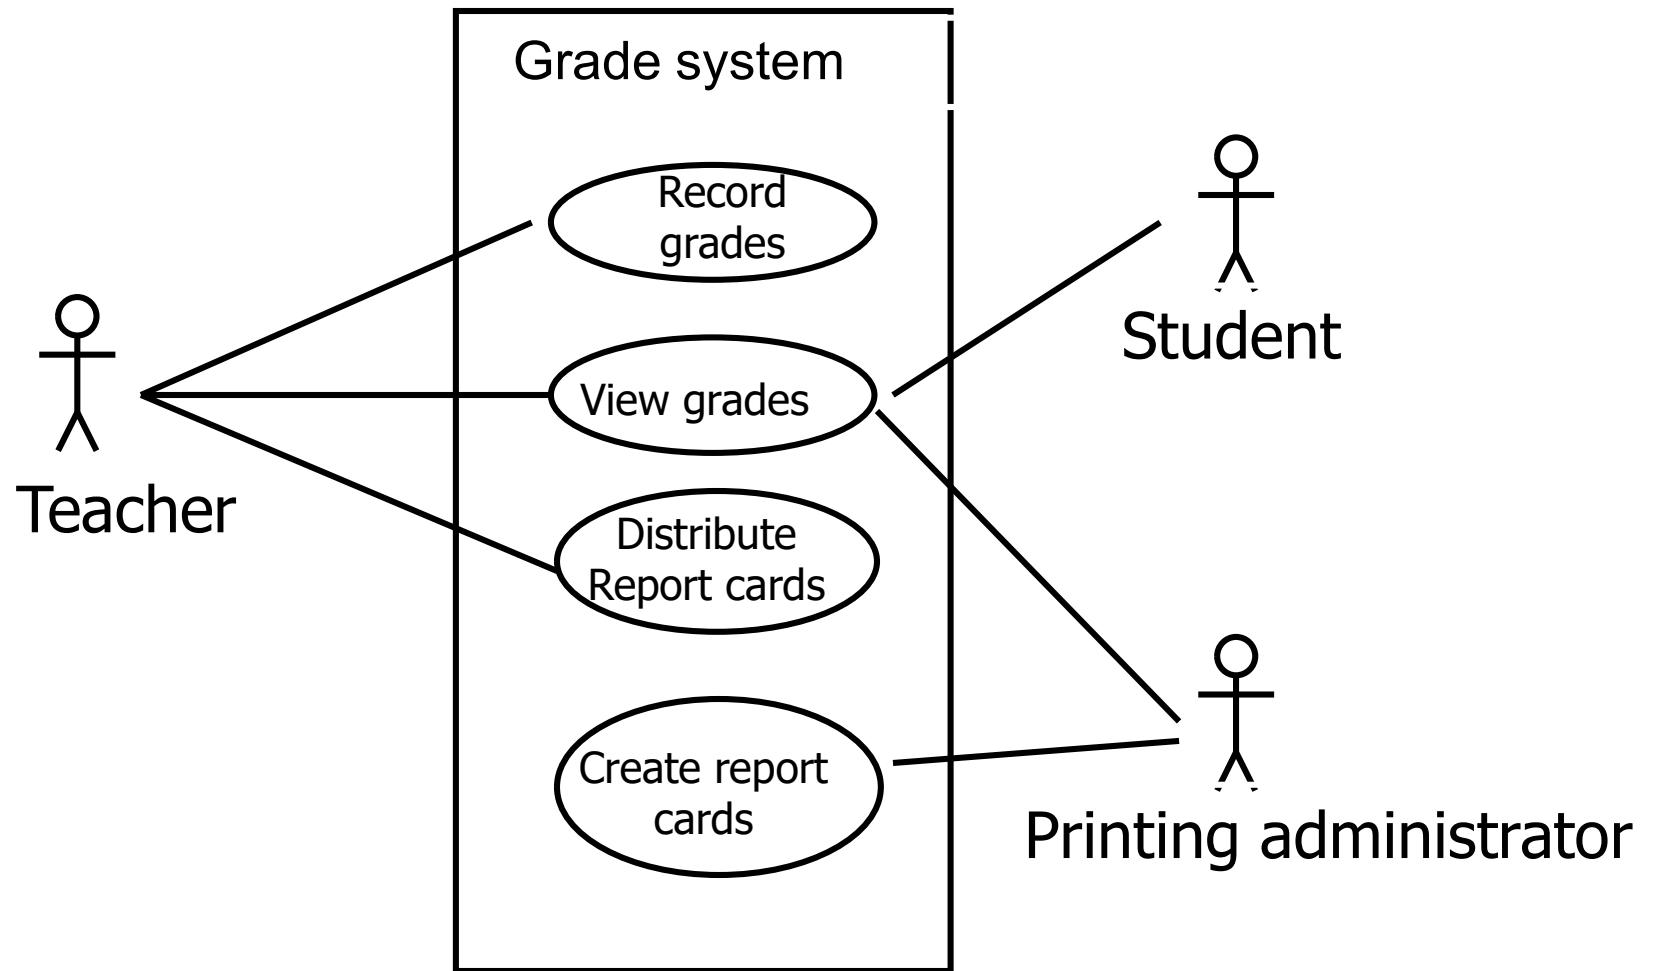 Grade system
Record
grades
View grades
Distribute
Report cards
Create report
cards
Teacher
Student
Printing administrator